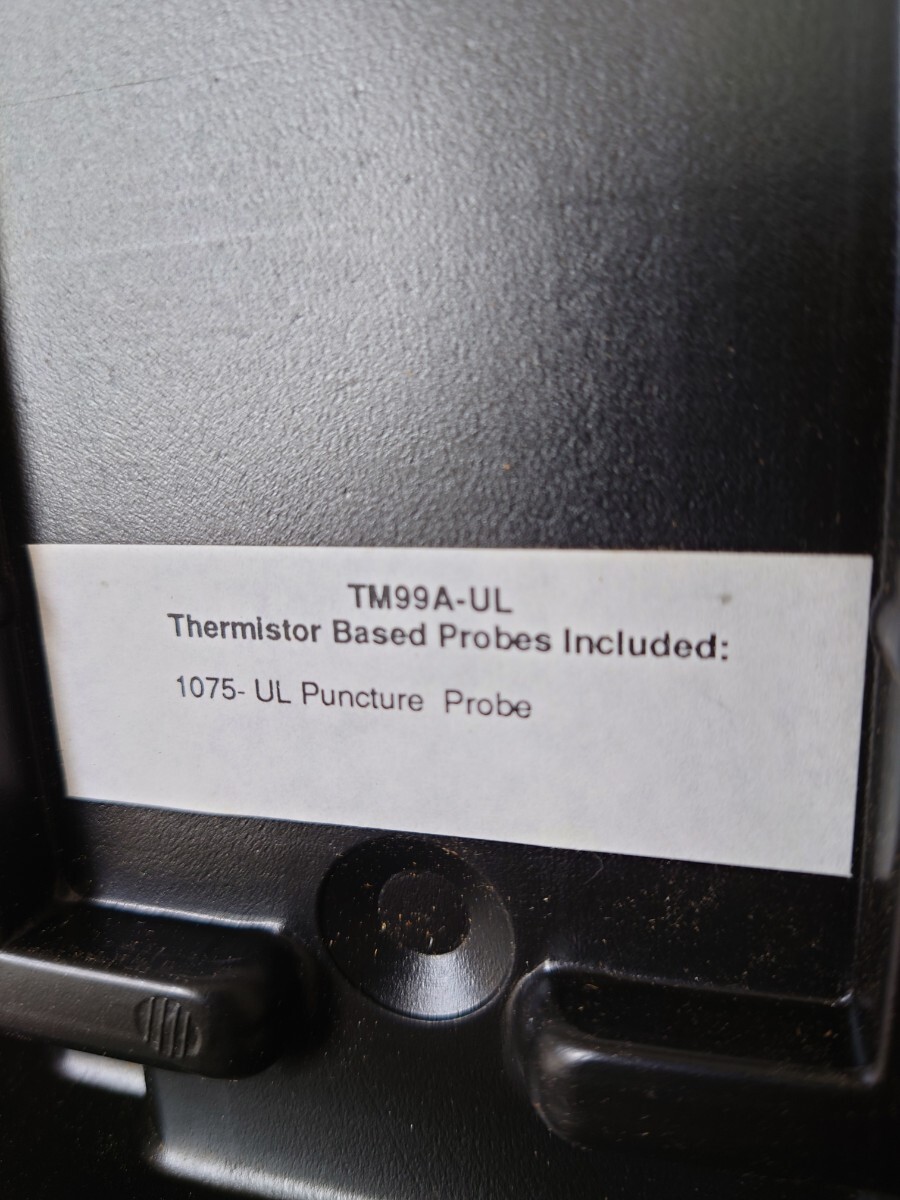 TM99A-UL
Thermistor Based Probes Included:
1075- UL Puncture Probe